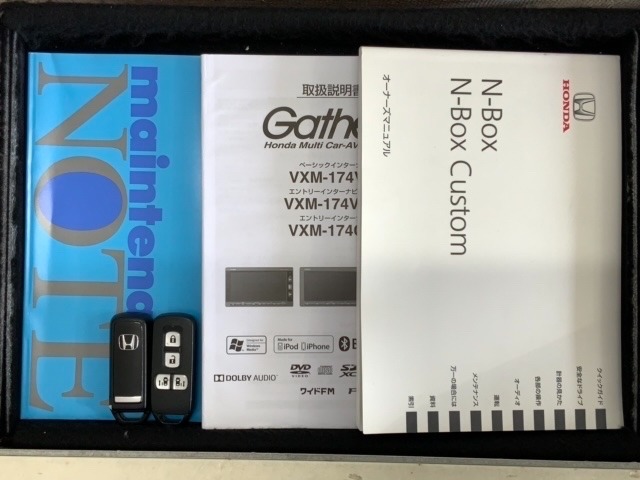 maintena
NOTE
取扱説明書
Gathe
Honda Multi Car-AV
ベーシックインター
VXM-174V
エントリーインターナビ
VXM-174V
エントリーインター
VXM-174
Made for
iPod iPhone
DOLBY AUDIO
DVD
VIDEO
ワイドFM
HONDA
N-Box
N-Box Custom
オーナーズマニュアル
クイックガイド
安全なドライブ
計器の見かた
各部の操作
オーディオ
運転
メンテナンス
万一の場合には
資料
索引